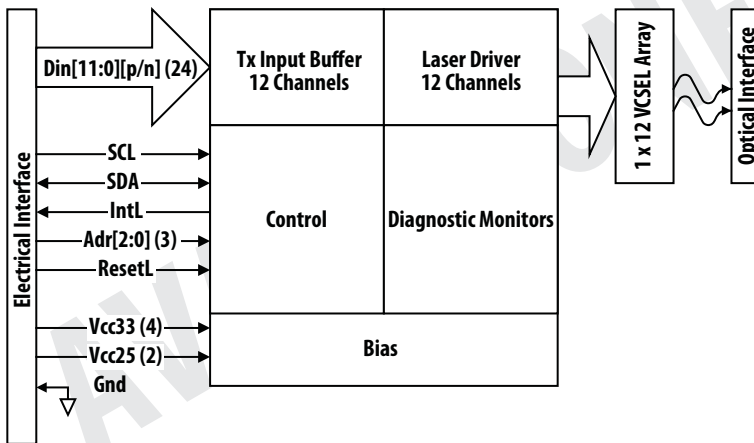 Electrical Interface
Din[11:0][p/n] (24)
SCL
SDA
IntL
Adr[2:0] (3)
ResetL
Vcc33 (4)
Vcc25 (2)
Gnd
Tx Input Buffer
12 Channels
Laser Driver
12 Channels
Control
Diagnostic Monitors
Bias
1 x 12 VCSEL Array
Optical Interface